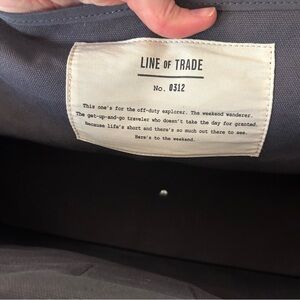 LINE OF TRADE
No. 0312
This one's for the off-duty explorer. The weekend wanderer.
The get-up-and-go traveler who doesn't take the day for granted.
Because life's short and there's so much out there to see.
Here's to the weekend.